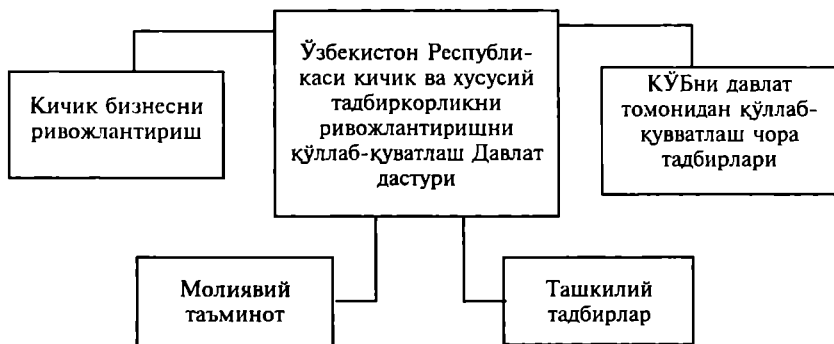 Ўзбекистон Республи-
каси кичик ва хусусий
тадбиркорликни
ривожлантиришни
қўллаб-қуватлаш Давлат
дастури
Кичик бизнесни
ривожлантириш
КЎБни давлат
томонидан қўллаб-
қувватлаш чора
тадбирлари
Молиявий
таъминот
Ташкилий
тадбирлар